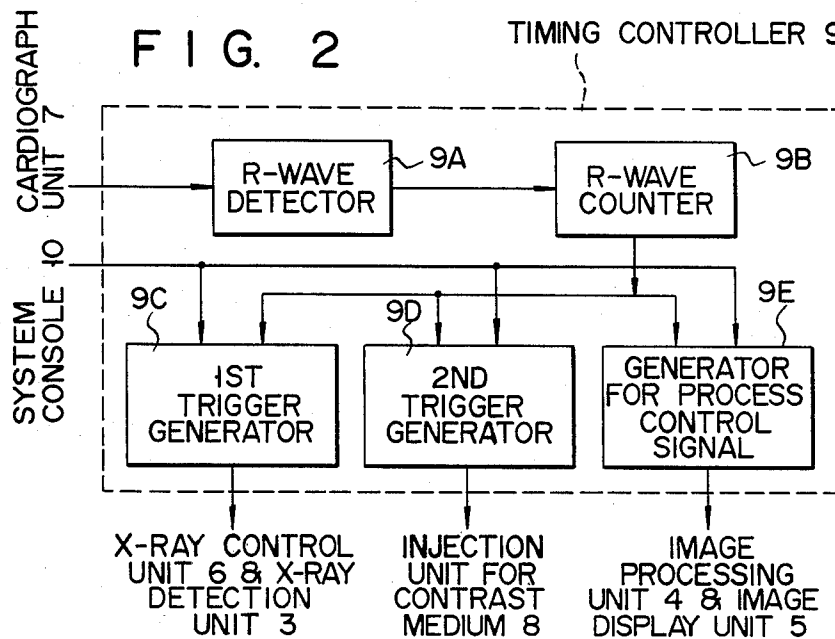 FIG. 2
TIMING CONTROLLER 9
CARDIOGRAPH
UNIT 7
9A
9B
R-WAVE
DETECTOR
R-WAVE
COUNTER
SYSTEM
CONSOLE 10
9C
9D
9E
1ST
TRIGGER
GENERATOR
2ND
TRIGGER
GENERATOR
GENERATOR
FOR PROCESS
CONTROL
SIGNAL
X-RAY CONTROL
UNIT 6 & X-RAY
DETECTION
UNIT 3
INJECTION
UNIT FOR
CONTRAST
MEDIUM 8
IMAGE
PROCESSING
UNIT 4 & IMAGE
DISPLAY UNIT 5